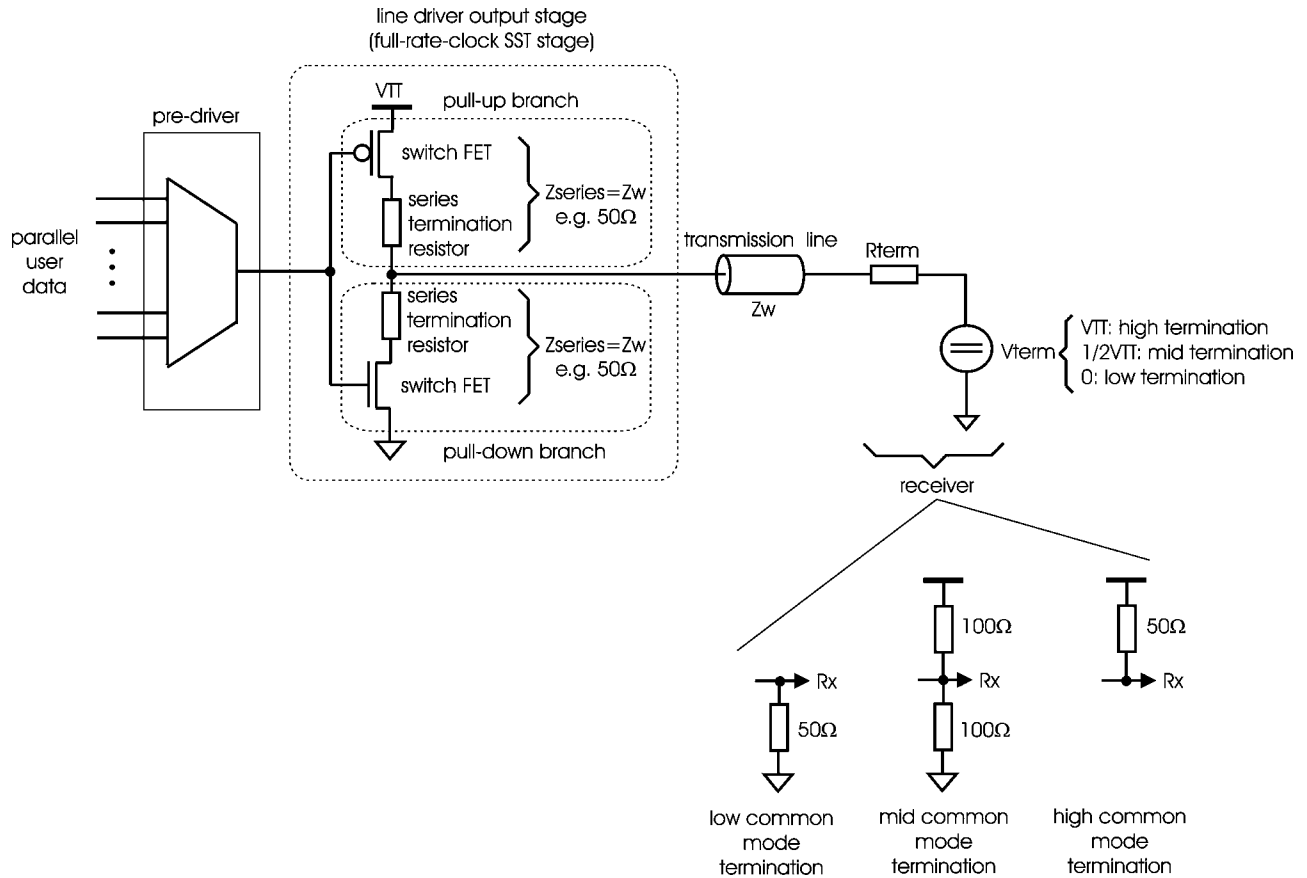 line driver output stage
(full-rate-clock SST stage)
VTT
pull-up branch
pre-driver
switch FET
Zseries=Zw
e.g. 50Ω
series
termination
resistor
parallel
user
data
transmission line
Rterm
Zw
series
termination
resistor
Zseries=Zw
e.g. 50Ω
switch FET
pull-down branch
Vterm
VTT: high termination
1/2VTT: mid termination
0: low termination
receiver
100Ω
50Ω
Rx
Rx
Rx
50Ω
100Ω
low common
mode
termination
mid common
mode
termination
high common
mode
termination